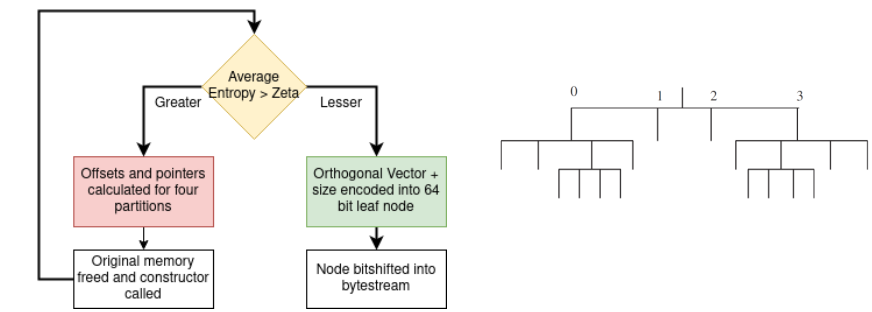 Average
Entropy > Zeta
Greater
Lesser
Offsets and pointers
calculated for four
partitions
Orthogonal Vector +
size encoded into 64
bit leaf node
Original memory
freed and constructor
called
Node bitshifted into
bytestream
0
1
2
3